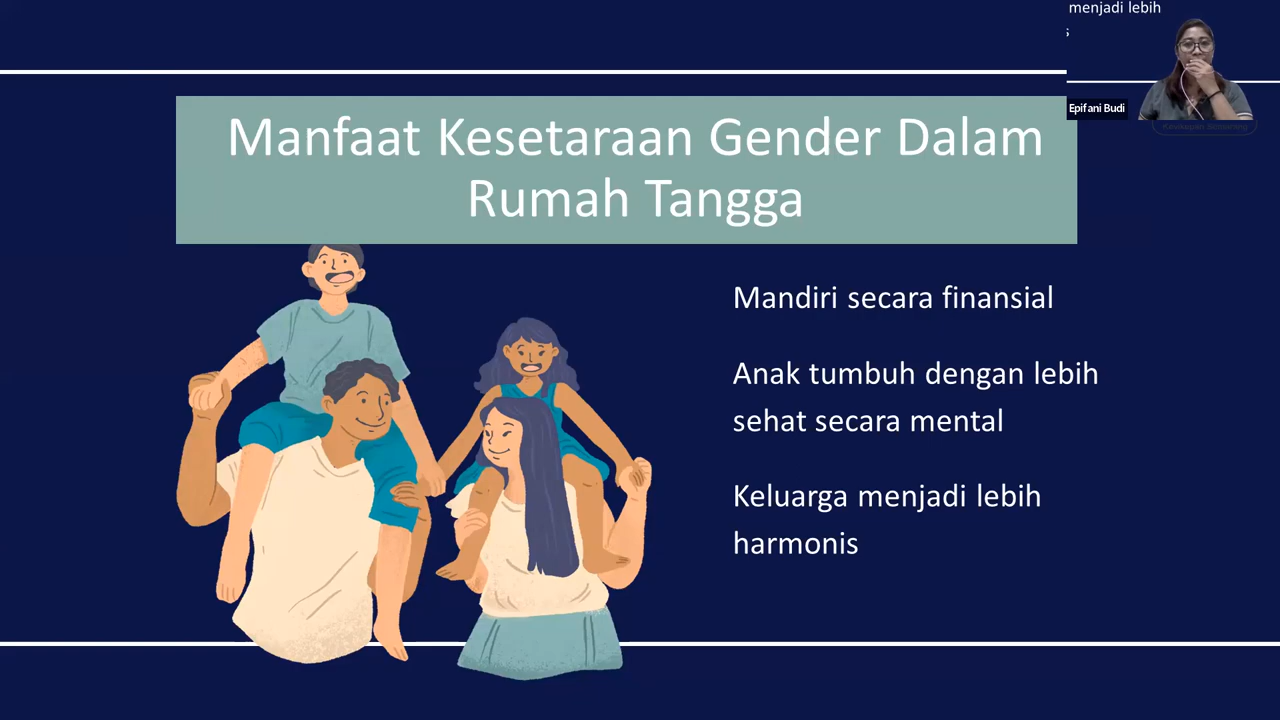 menjadi lebih
s
Epifani Budi
Manfaat Kesetaraan Gender Dalam
Rumah Tangga
Mandiri secara finansial
Anak tumbuh dengan lebih
sehat secara mental
Keluarga menjadi lebih
harmonis